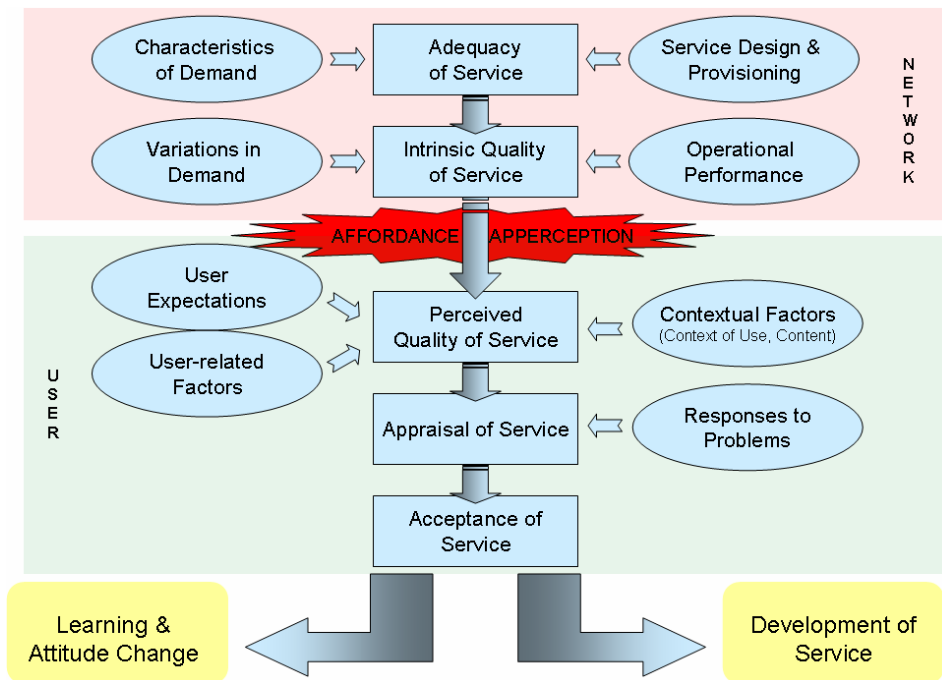 Characteristics
of Demand
Adequacy
of Service
Service Design &
Provisioning
NETWORK
Variations in
Demand
Intrinsic Quality
of Service
Operational
Performance
AFFORDANCE
APPERCEPTION
User
Expectations
Perceived
Quality of Service
Contextual Factors
(Context of Use, Content)
User-related
Factors
USER
Appraisal of Service
Responses to
Problems
Acceptance of
Service
Learning &
Attitude Change
Development of
Service